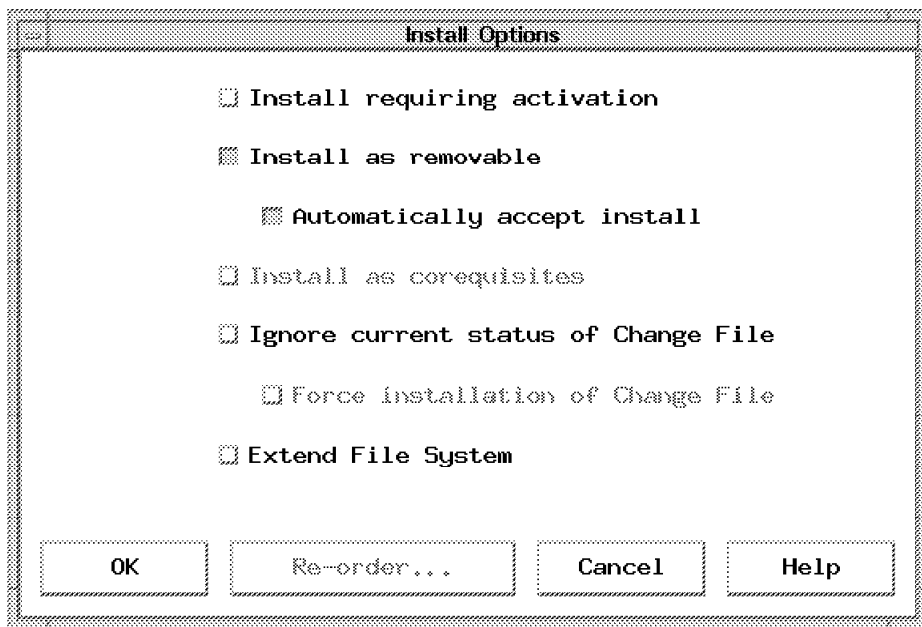 Install Options
Install requiring activation
Install as removable
Automatically accept install
Install as corequisites
Ignore current status of Change File
Force installation of Change File
Extend File System
OK
Re-order...
Cancel
Help